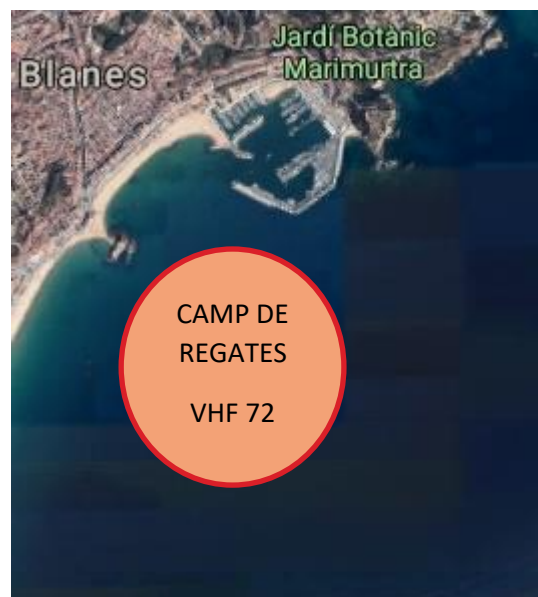 Jardí Botànic
Marimurtra
Blanes
CAMP DE
REGATES
VHF 72